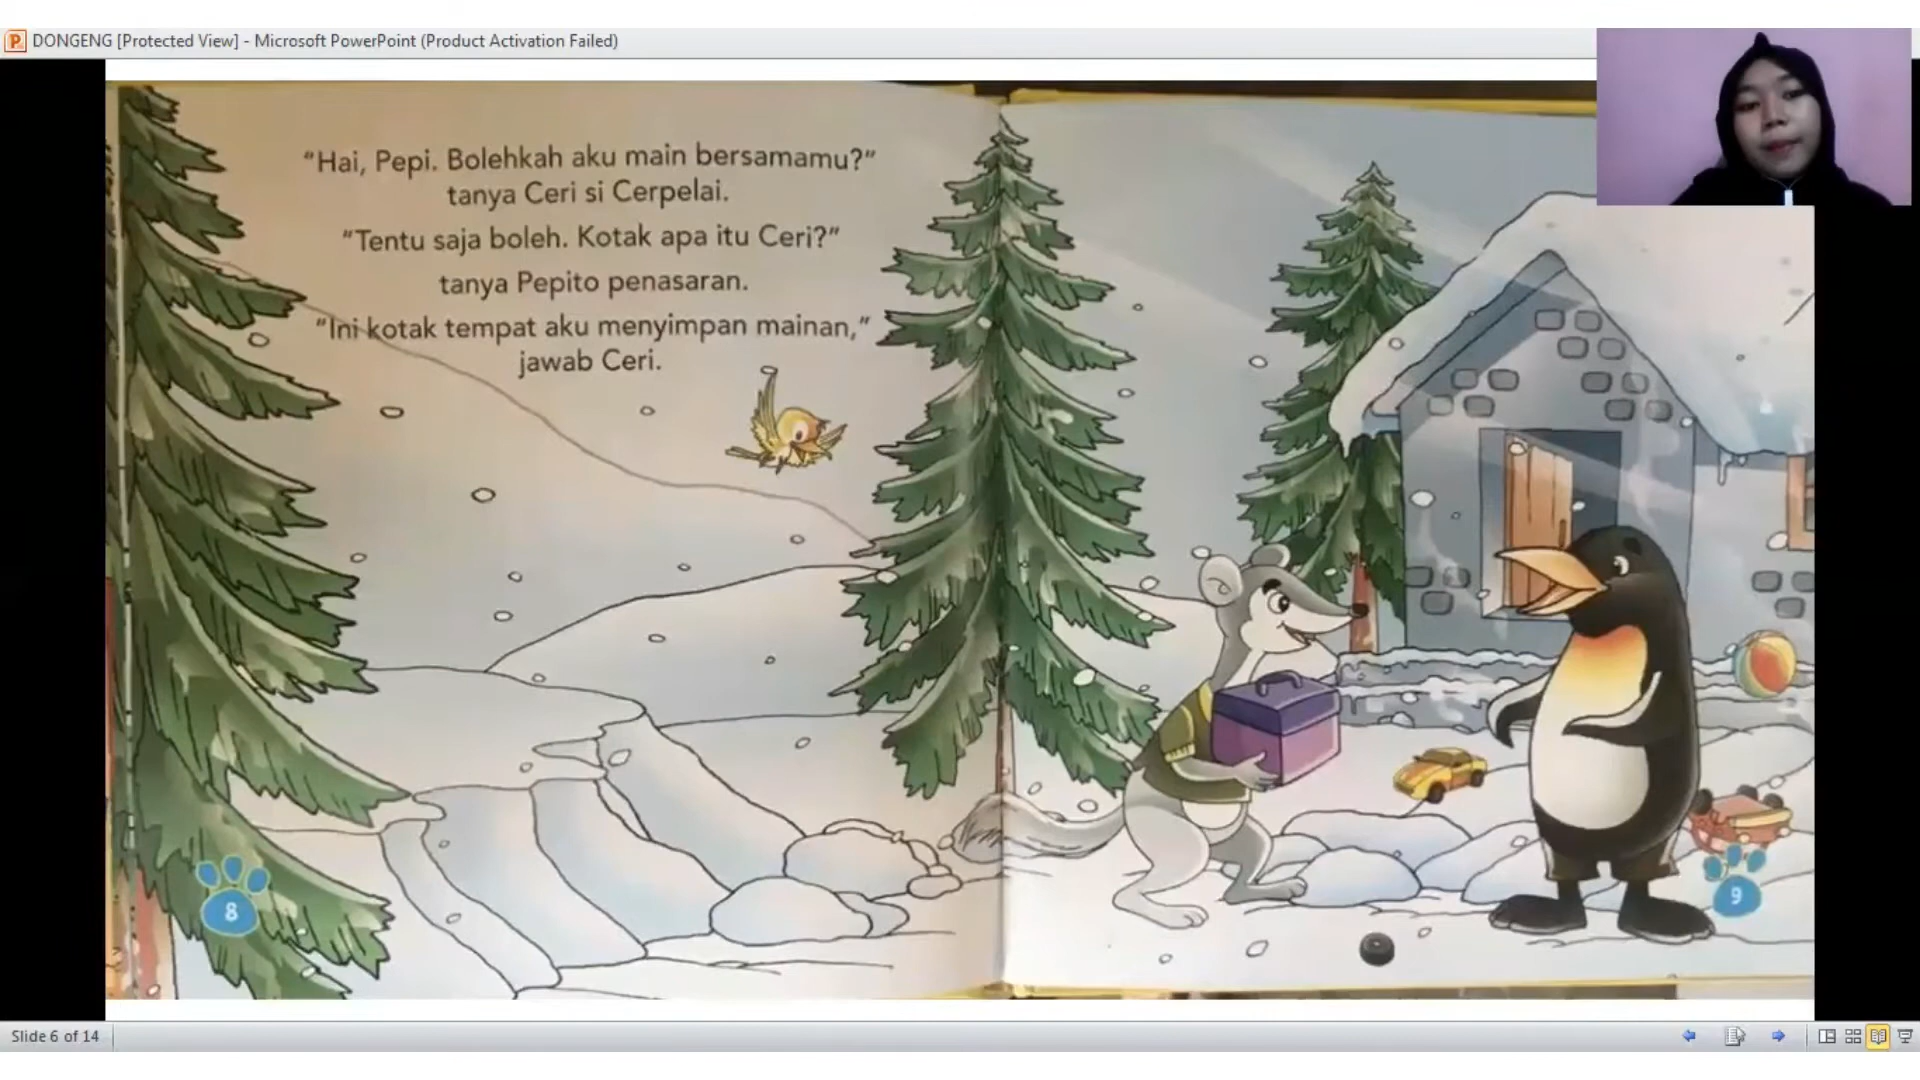 DONGENG [Protected View] - Microsoft PowerPoint (Product Activation Failed)
“Hai, Pepi. Bolehkah aku main bersamamu?”
tanya Ceri si Cerpelai.
“Tentu saja boleh. Kotak apa itu Ceri?”
tanya Pepito penasaran.
“Ini kotak tempat aku menyimpan mainan,”
jawab Ceri.
8
9
Slide 6 of 14